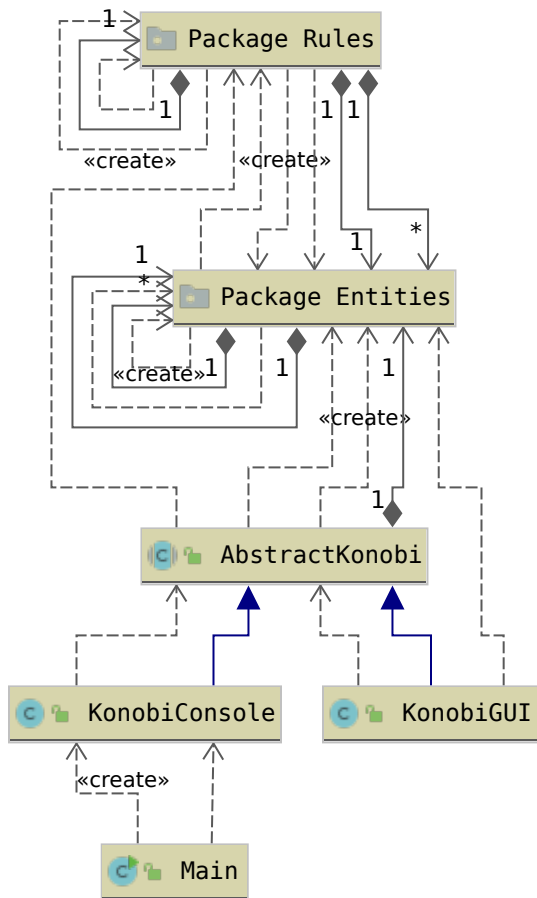 1
Package Rules
1
1
1
«create»
«create»
1
*
1
*
Package Entities
«create»
1
1
1
«create»
1
AbstractKonobi
KonobiConsole
KonobiGUI
«create»
Main